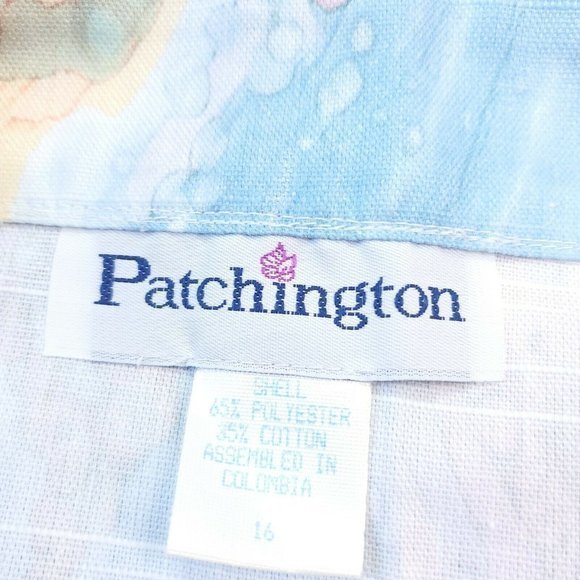 Patchington
SHELL
65% POLYESTER
35% COTTON
ASSEMBLED IN
COLOMBIA
16